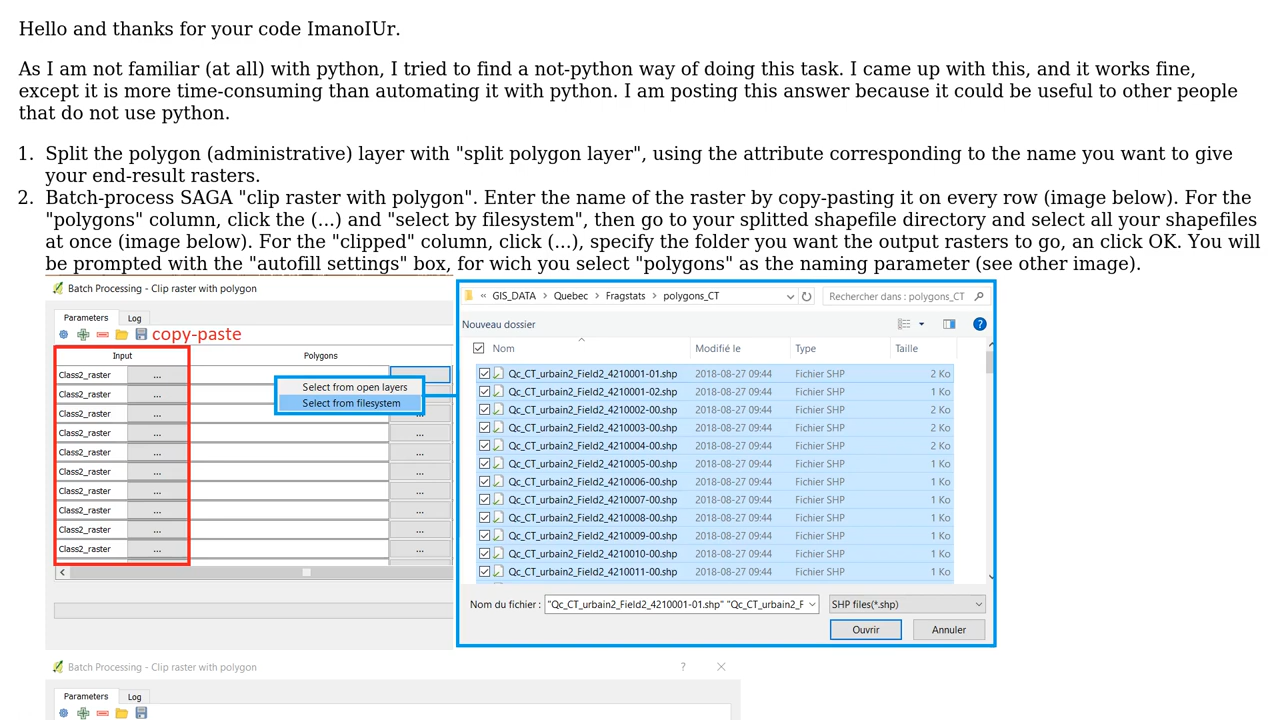 Hello and thanks for your code ImanoIUr.
As I am not familiar (at all) with python, I tried to find a not-python way of doing this task. I came up with this, and it works fine,
except it is more time-consuming than automating it with python. I am posting this answer because it could be useful to other people
that do not use python.
1. Split the polygon (administrative) layer with "split polygon layer", using the attribute corresponding to the name you want to give
your end-result rasters.
2. Batch-process SAGA "clip raster with polygon". Enter the name of the raster by copy-pasting it on every row (image below). For the
"polygons" column, click the (...) and "select by filesystem", then go to your splitted shapefile directory and select all your shapefiles
at once (image below). For the "clipped" column, click (...), specify the folder you want the output rasters to go, an click OK. You will
be prompted with the "autofill settings" box, for wich you select "polygons" as the naming parameter (see other image).
Batch Processing - Clip raster with polygon
Parameters Log
copy-paste
Input Polygons
Class2_raster ...
Select from open layers
Class2_raster ...
Select from filesystem
Class2_raster ... ...
Class2_raster ... ...
Class2_raster ... ...
Class2_raster ... ...
Class2_raster ... ...
Class2_raster ... ...
Class2_raster ... ...
Class2_raster ... ...
« GIS_DATA > Quebec > Fragstats > polygons_CT Rechercher dans : polygons_CT
Nouveau dossier ?
Nom Modifié le Type Taille
Qc_CT_urbain2_Field2_4210001-01.shp 2018-08-27 09:44 Fichier SHP 2 Ko
Qc_CT_urbain2_Field2_4210001-02.shp 2018-08-27 09:44 Fichier SHP 1 Ko
Qc_CT_urbain2_Field2_4210002-00.shp 2018-08-27 09:44 Fichier SHP 2 Ko
Qc_CT_urbain2_Field2_4210003-00.shp 2018-08-27 09:44 Fichier SHP 2 Ko
Qc_CT_urbain2_Field2_4210004-00.shp 2018-08-27 09:44 Fichier SHP 2 Ko
Qc_CT_urbain2_Field2_4210005-00.shp 2018-08-27 09:44 Fichier SHP 1 Ko
Qc_CT_urbain2_Field2_4210006-00.shp 2018-08-27 09:44 Fichier SHP 1 Ko
Qc_CT_urbain2_Field2_4210007-00.shp 2018-08-27 09:44 Fichier SHP 1 Ko
Qc_CT_urbain2_Field2_4210008-00.shp 2018-08-27 09:44 Fichier SHP 1 Ko
Qc_CT_urbain2_Field2_4210009-00.shp 2018-08-27 09:44 Fichier SHP 1 Ko
Qc_CT_urbain2_Field2_4210010-00.shp 2018-08-27 09:44 Fichier SHP 1 Ko
Qc_CT_urbain2_Field2_4210011-00.shp 2018-08-27 09:44 Fichier SHP 1 Ko
Nom du fichier : "Qc_CT_urbain2_Field2_4210001-01.shp" "Qc_CT_urbain2_F SHP files(*.shp)
Ouvrir Annuler
Batch Processing - Clip raster with polygon ?
Parameters Log